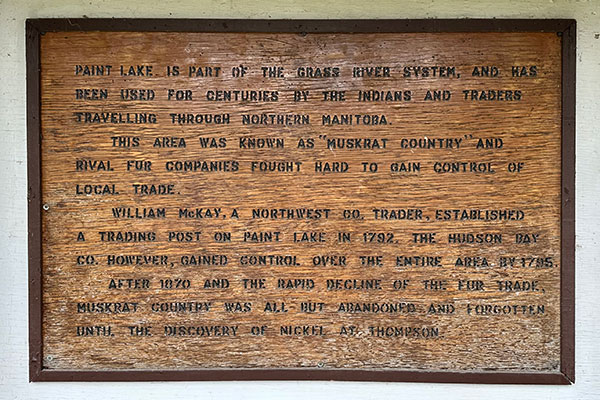 PAINT LAKE. IS PART OF THE GRASS RIVER SYSTEM, AND HAS
BEEN USED FOR CENTURIES BY THE INDIANS AND TRADERS
TRAVELLING THROUGH NORTHERN MANITOBA.
THIS AREA WAS KNOWN AS "MUSKRAT COUNTRY" AND
RIVAL FUR COMPANIES FOUGHT HARD TO GAIN CONTROL OF
LOCAL TRADE.
WILLIAM McKAY, A NORTHWEST CO. TRADER, ESTABLISHED
A TRADING POST ON PAINT LAKE IN 1792. THE HUDSON BAY
CO. HOWEVER, GAINED CONTROL OVER THE ENTIRE AREA BY 1795.
AFTER 1870 AND THE RAPID DECLINE OF THE FUR TRADE,
MUSKRAT COUNTRY WAS ALL BUT ABANDONED AND FORGOTTEN
UNTIL THE DISCOVERY OF NICKEL AT THOMPSON.